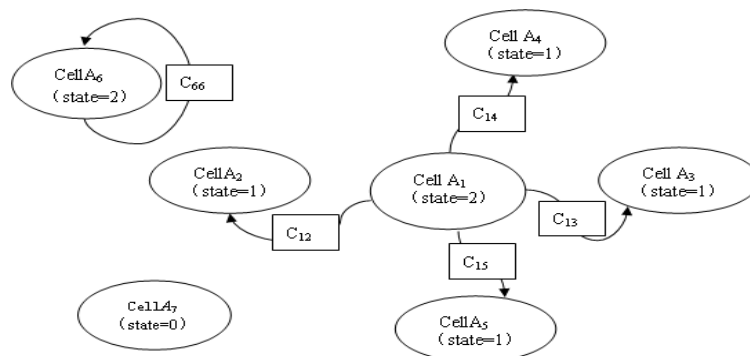 Cell A4
(state=1)
CellA6
(state=2)
C66
C14
CellA2
(state=1)
Cell A1
(state=2)
Cell A3
(state=1)
C12
C13
C15
CellA7
(state=0)
CellA5
(state=1)